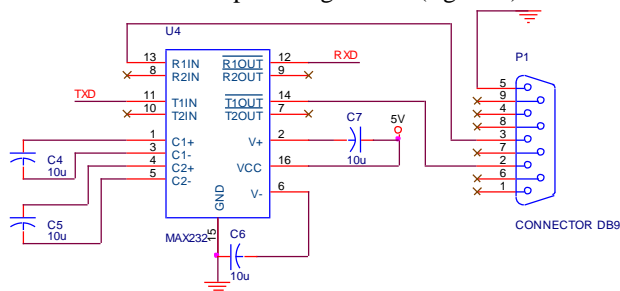 U4
P1
13 R1IN R1OUT 12 RXD
8 R2IN R2OUT 9
TXD 11 T1IN T1OUT 14
10 T2IN T2OUT 7
1 C1+ V+ 2 C7 5V
3 C1-
C4 10u
4 C2+ VCC 16 10u
5 C2-
V- 6
GND
C5 10u
MAX232
15
C6
10u
5
9
4
8
3
7
2
6
1
CONNECTOR DB9